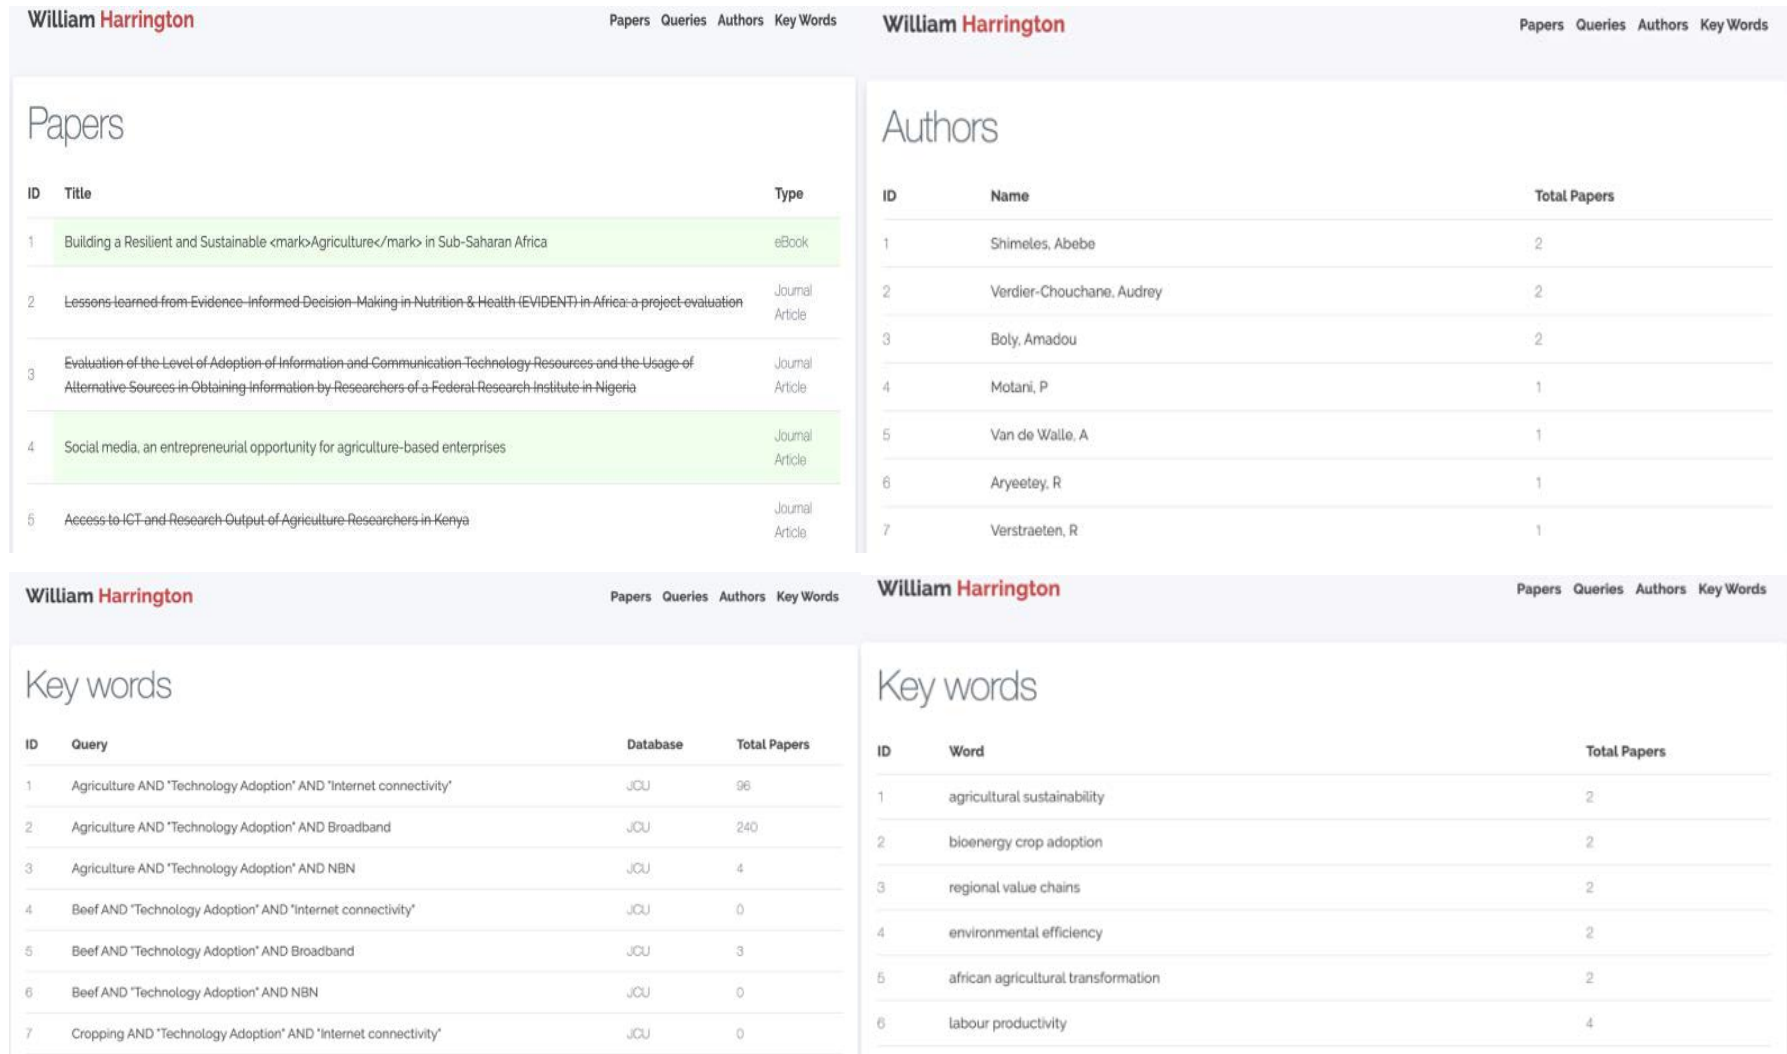 William Harrington
Papers Queries Authors Key Words
Papers
ID Title Type
1 Building a Resilient and Sustainable <mark>Agriculture</mark> in Sub-Saharan Africa eBook
2 Lessons learned from Evidence-Informed Decision-Making in Nutrition & Health (EVIDENT) in Africa: a project evaluation Journal
Article
3 Evaluation of the Level of Adoption of Information and Communication Technology Resources and the Usage of Journal
Alternative Sources in Obtaining Information by Researchers of a Federal Research Institute in Nigeria Article
4 Social media, an entrepreneurial opportunity for agriculture-based enterprises Journal
Article
5 Access to ICT and Research Output of Agriculture Researchers in Kenya Journal
Article
William Harrington
Papers Queries Authors Key Words
Authors
ID Name Total Papers
1 Shimeles, Abebe 2
2 Verdier-Chouchane, Audrey 2
3 Boly, Amadou 2
4 Motani, P 1
5 Van de Walle, A 1
6 Aryeetey, R 1
7 Verstraeten, R 1
William Harrington
Papers Queries Authors Key Words
Key words
ID Query Database Total Papers
1 Agriculture AND "Technology Adoption" AND "Internet connectivity" JCU 96
2 Agriculture AND "Technology Adoption" AND Broadband JCU 240
3 Agriculture AND "Technology Adoption" AND NBN JCU 4
4 Beef AND "Technology Adoption" AND "Internet connectivity" JCU 0
5 Beef AND "Technology Adoption" AND Broadband JCU 3
6 Beef AND "Technology Adoption" AND NBN JCU 0
7 Cropping AND "Technology Adoption" AND "Internet connectivity" JCU 0
William Harrington
Papers Queries Authors Key Words
Key words
ID Word Total Papers
1 agricultural sustainability 2
2 bioenergy crop adoption 2
3 regional value chains 2
4 environmental efficiency 2
5 african agricultural transformation 2
6 labour productivity 4